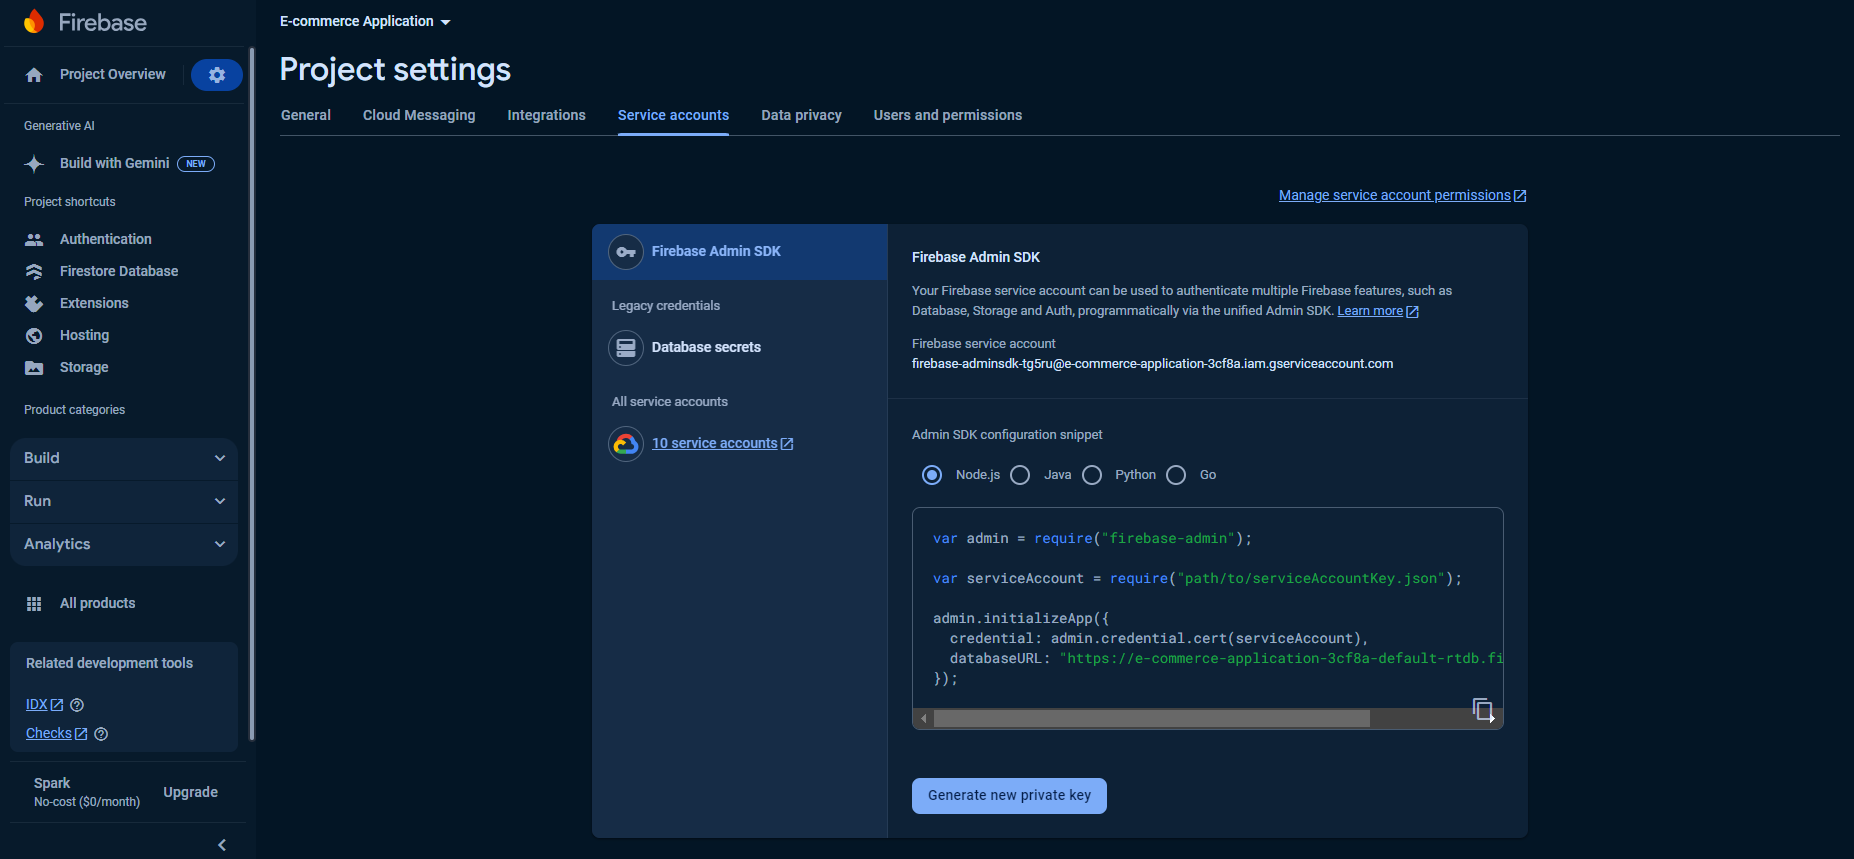 Firebase
Project Overview
Generative AI
Build with Gemini NEW
Project shortcuts
Authentication
Firestore Database
Extensions
Hosting
Storage
Product categories
Build
Run
Analytics
All products
Related development tools
IDX
Checks
Spark
No-cost ($0/month)
Upgrade
E-commerce Application
Project settings
General Cloud Messaging Integrations Service accounts Data privacy Users and permissions
Manage service account permissions
Firebase Admin SDK
Legacy credentials
Database secrets
All service accounts
10 service accounts
Firebase Admin SDK
Your Firebase service account can be used to authenticate multiple Firebase features, such as
Database, Storage and Auth, programmatically via the unified Admin SDK. Learn more
Firebase service account
firebase-adminsdk-tg5ru@e-commerce-application-3cf8a.iam.gserviceaccount.com
Admin SDK configuration snippet
Node.js Java Python Go
var admin = require("firebase-admin");
var serviceAccount = require("path/to/serviceAccountKey.json");
admin.initializeApp({
credential: admin.credential.cert(serviceAccount),
databaseURL: "https://e-commerce-application-3cf8a-default-rtdb.fi
});
Generate new private key